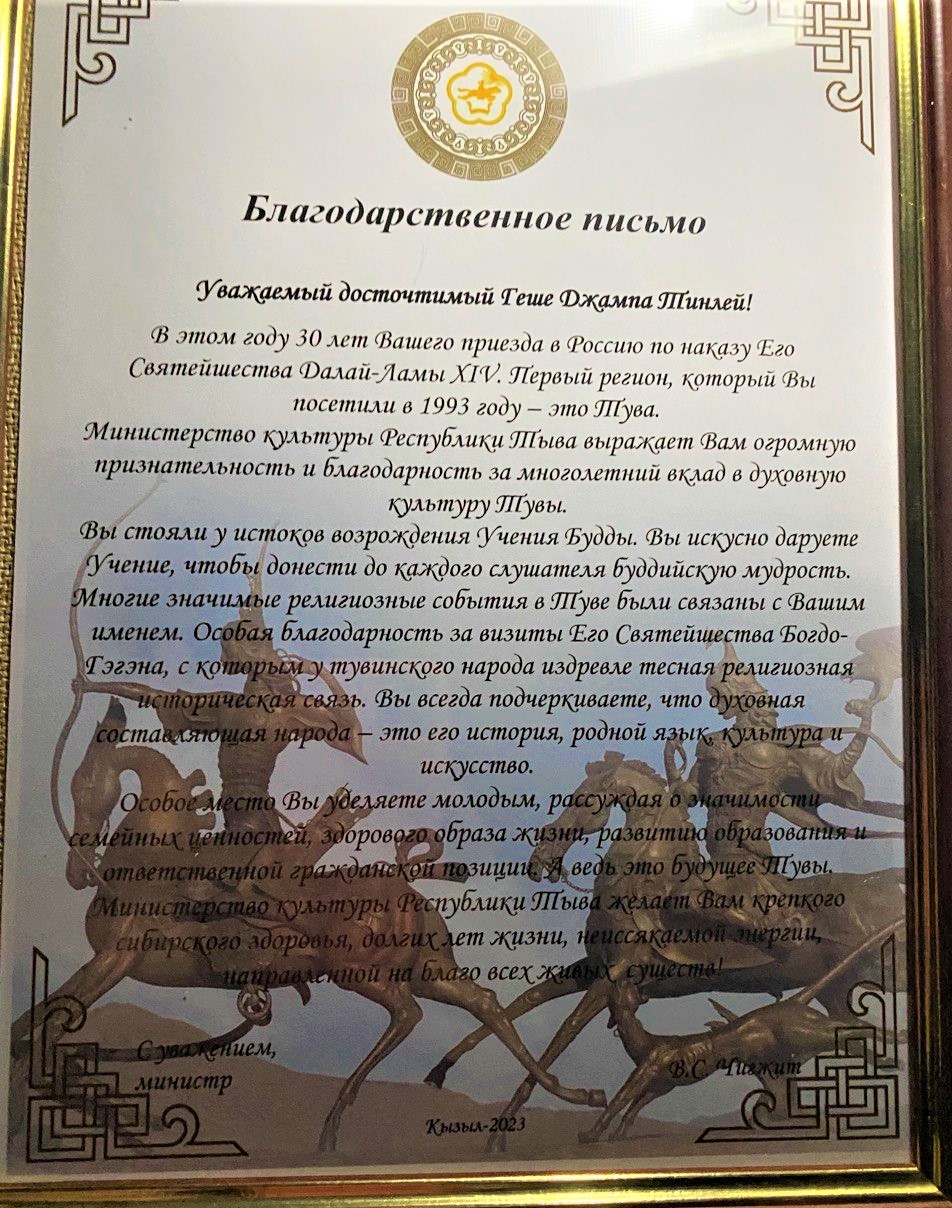 Благодарственное письмо
Уважаемый досточтимый Геше Джампа Тинлей!
В этом году 30 лет Вашего приезда в Россию по наказу Его
Святейшества Далай-Ламы XIV. Первый регион, который Вы
посетили в 1993 году – это Тува.
Министерство культуры Республики Тыва выражает Вам огромную
признательность и благодарность за многолетний вклад в духовную
культуру Тувы.
Вы стояли у истоков возрождения Учения Будды. Вы искусно даруете
Учение, чтобы донести до каждого слушателя буддийскую мудрость.
Многие значимые религиозные события в Туве были связаны с Вашим
именем. Особая благодарность за визиты Его Святейшества Богдо-
Гэгэна, с которым у тувинского народа издревле тесная религиозная
историческая связь. Вы всегда подчеркиваете, что духовная
составляющая народа – это его история, родной язык, культура и
искусство.
Особое место Вы уделяете молодым, рассуждая о значимости
семейных ценностей, здорового образа жизни, развитию образования и
ответственной гражданской позиции. А ведь это будущее Тувы.
Министерство культуры Республики Тыва желает Вам крепкого
сибирского здоровья, долгих лет жизни, неиссякаемой энергии,
направленной на благо всех живых существ!
С уважением,
министр
В.С. Чигжит
Кызыл-2023